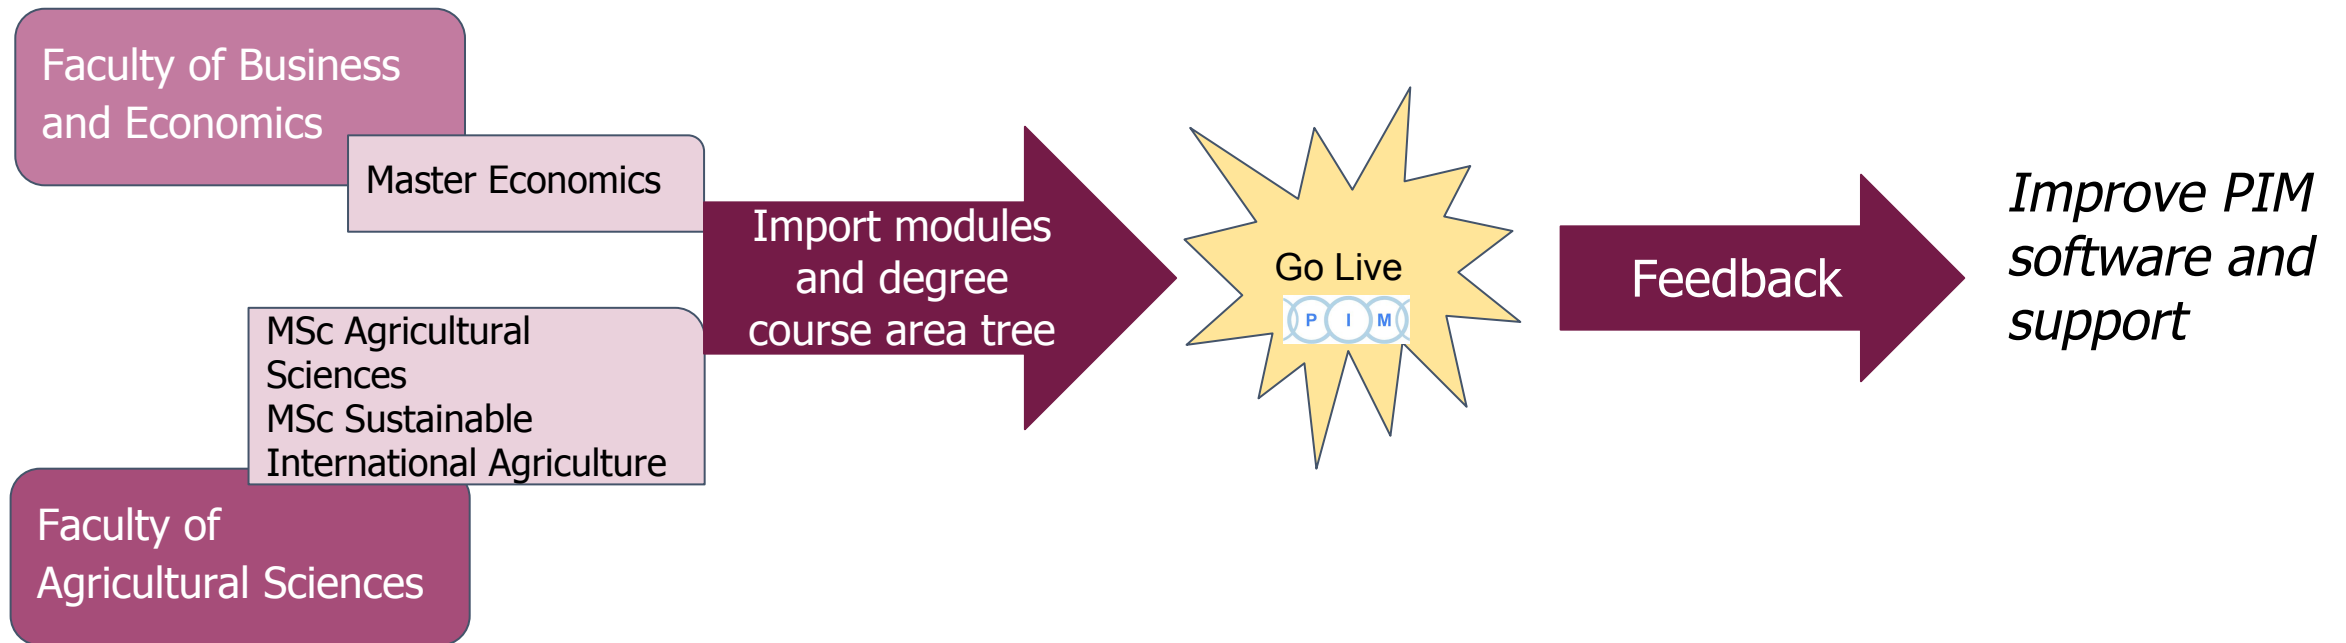 Faculty of Business
and Economics
Master Economics
MSc Agricultural
Sciences
MSc Sustainable
International Agriculture
Faculty of
Agricultural Sciences
Import modules
and degree
course area tree
Go Live
P I M
Feedback
Improve PIM
software and
support